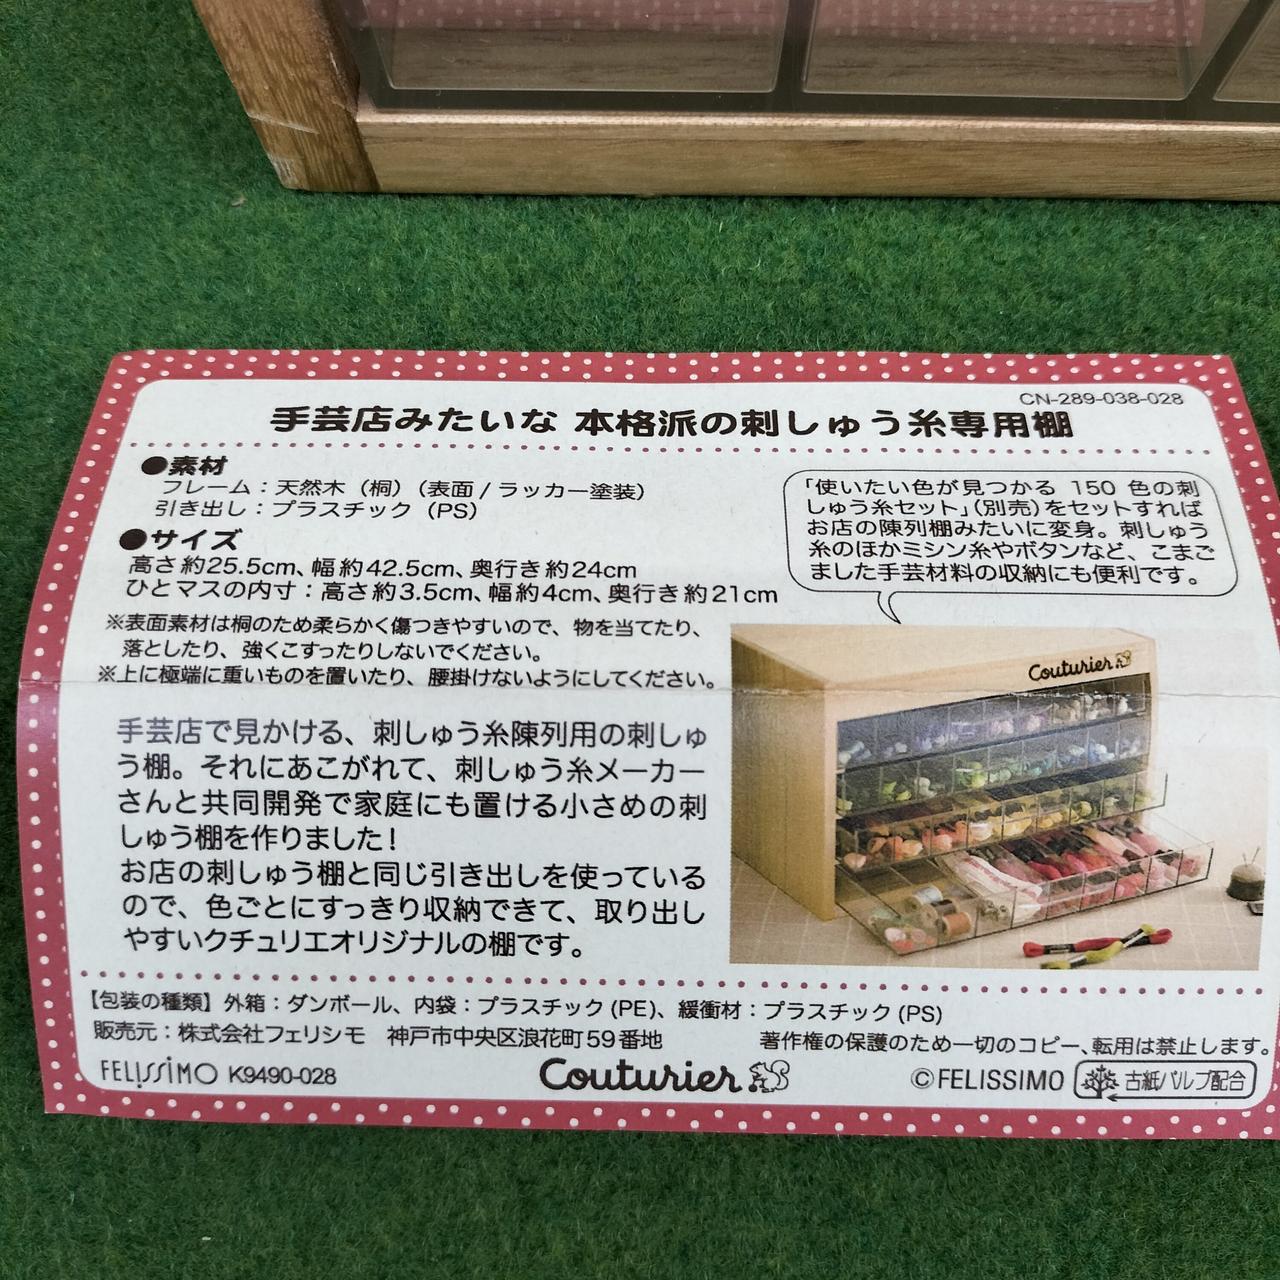 CN-289-038-028
手芸店みたいな 本格派の刺しゅう糸専用棚
●素材
フレーム：天然木（桐）（表面/ラッカー塗装）
引き出し：プラスチック（PS）
●サイズ
高さ約25.5cm、幅約42.5cm、奥行き約24cm
ひとマスの内寸：高さ約3.5cm、幅約4cm、奥行き約21cm
※表面素材は桐のため柔らかく傷つきやすいので、物を当てたり、
落としたり、強くこすったりしないでください。
※上に極端に重いものを置いたり、腰掛けないようにしてください。
「使いたい色が見つかる 150 色の刺
しゅう糸セット」（別売）をセットすれば
お店の陳列棚みたいに変身。刺しゅう
糸のほかミシン糸やボタンなど、こまご
ました手芸材料の収納にも便利です。
Couturier
手芸店で見かける、刺しゅう糸陳列用の刺しゅ
う棚。それにあこがれて、刺しゅう糸メーカー
さんと共同開発で家庭にも置ける小さめの刺
しゅう棚を作りました！
お店の刺しゅう棚と同じ引き出しを使っている
ので、色ごとにすっきり収納できて、取り出し
やすいクチュリエオリジナルの棚です。
【包装の種類】外箱：ダンボール、内袋：プラスチック(PE)、緩衝材：プラスチック(PS)
販売元：株式会社フェリシモ 神戸市中央区浪花町59番地 著作権の保護のため一切のコピー、転用は禁止します。
FELISSIMO K9490-028 Couturier ©FELISSIMO 古紙パルプ配合